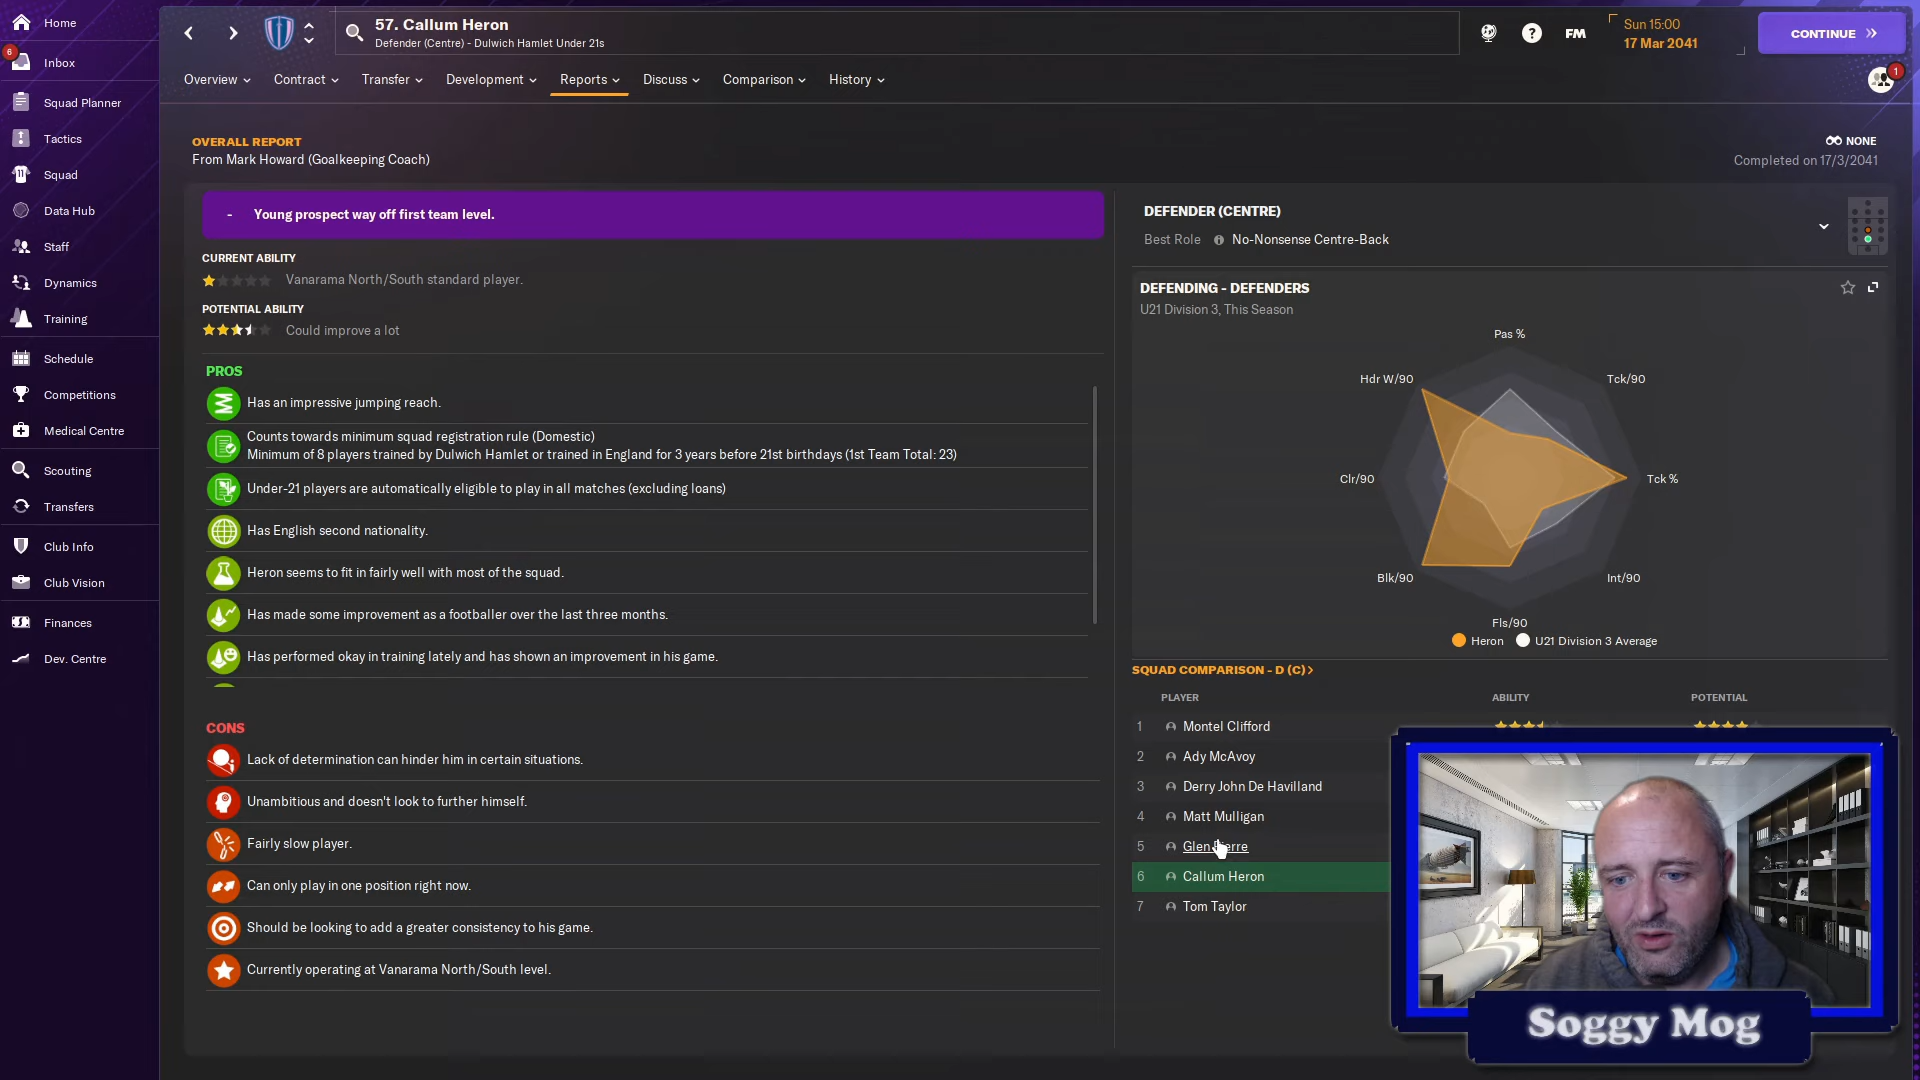 Home
6
Inbox
Squad Planner
Tactics
Squad
Data Hub
Staff
Dynamics
Training
Schedule
Competitions
Medical Centre
Scouting
Transfers
Club Info
Club Vision
Finances
Dev. Centre
57. Callum Heron
Defender (Centre) - Dulwich Hamlet Under 21s
FM
Sun 15:00
17 Mar 2041
CONTINUE
1
Overview
Contract
Transfer
Development
Reports
Discuss
Comparison
History
OVERALL REPORT
From Mark Howard (Goalkeeping Coach)
NONE
Completed on 17/3/2041
- Young prospect way off first team level.
CURRENT ABILITY
Vanarama North/South standard player.
POTENTIAL ABILITY
Could improve a lot
PROS
Has an impressive jumping reach.
Counts towards minimum squad registration rule (Domestic)
Minimum of 8 players trained by Dulwich Hamlet or trained in England for 3 years before 21st birthdays (1st Team Total: 23)
Under-21 players are automatically eligible to play in all matches (excluding loans)
Has English second nationality.
Heron seems to fit in fairly well with most of the squad.
Has made some improvement as a footballer over the last three months.
Has performed okay in training lately and has shown an improvement in his game.
CONS
Lack of determination can hinder him in certain situations.
Unambitious and doesn't look to further himself.
Fairly slow player.
Can only play in one position right now.
Should be looking to add a greater consistency to his game.
Currently operating at Vanarama North/South level.
DEFENDER (CENTRE)
Best Role No-Nonsense Centre-Back
DEFENDING - DEFENDERS
U21 Division 3, This Season
Pas %
Hdr W/90
Tck/90
Clr/90
Tck %
Blk/90
Int/90
Fls/90
Heron
U21 Division 3 Average
SQUAD COMPARISON - D (C) >
PLAYER ABILITY POTENTIAL
1 Montel Clifford
2 Ady McAvoy
3 Derry John De Havilland
4 Matt Mulligan
5 Glen
6 Callum Heron
7 Tom Taylor
Soggy Mog